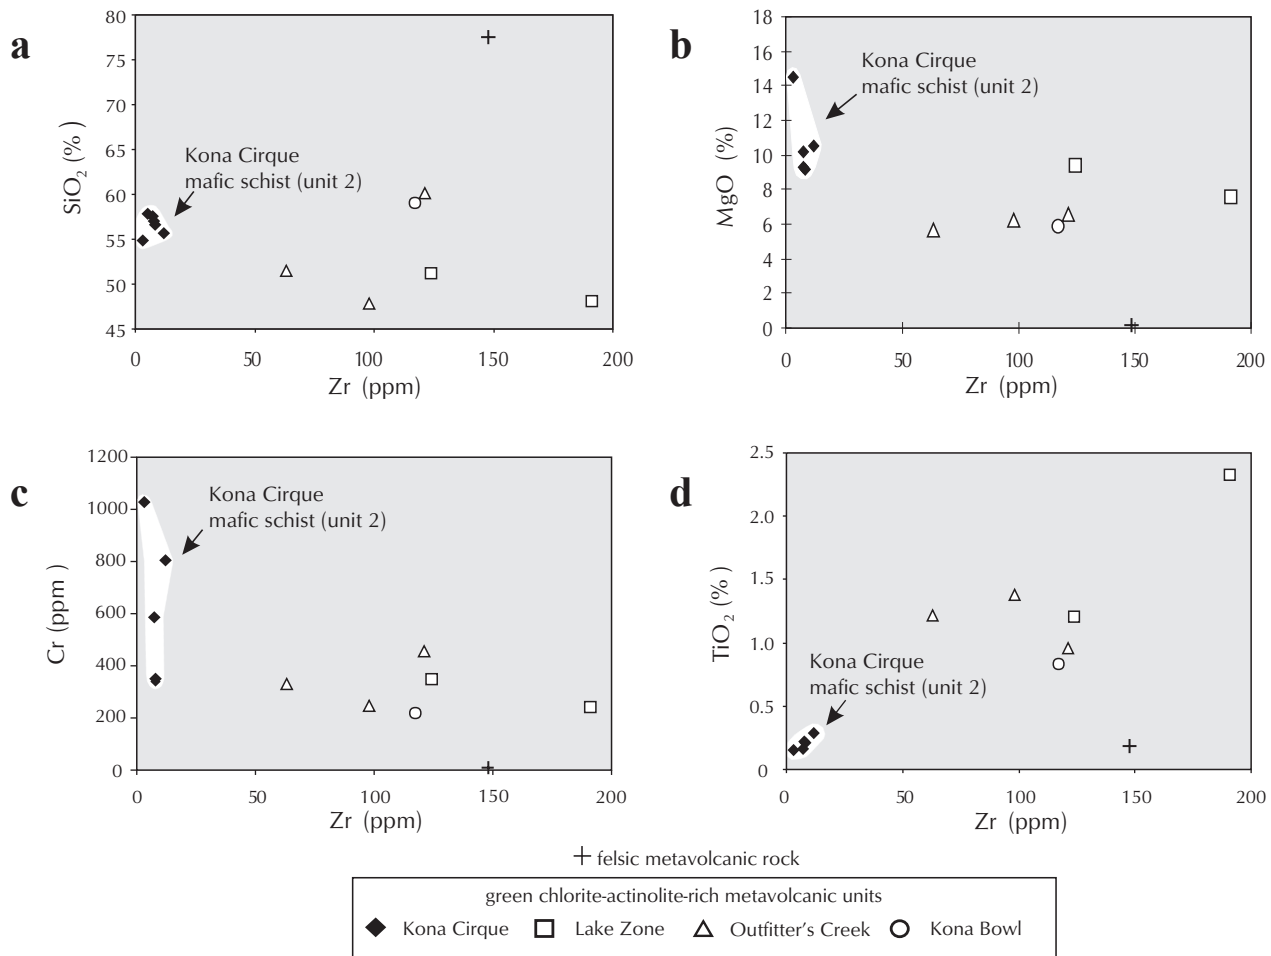 a
80
75
70
65
60
55
50
45
SiO2 (%)
Kona Cirque
mafic schist (unit 2)
0 50 100 150 200
Zr (ppm)
b
18
16
14
12
10
8
6
4
2
0
MgO (%)
Kona Cirque
mafic schist (unit 2)
0 50 100 150 200
Zr (ppm)
c
1200
1000
800
600
400
200
0
Cr (ppm)
Kona Cirque
mafic schist (unit 2)
0 50 100 150 200
Zr (ppm)
d
2.5
2.0
1.5
1.0
0.5
0
TiO2 (%)
Kona Cirque
mafic schist (unit 2)
0 50 100 150 200
Zr (ppm)
felsic metavolcanic rock
green chlorite-actinolite-rich metavolcanic units
Kona Cirque Lake Zone Outfitter's Creek Kona Bowl